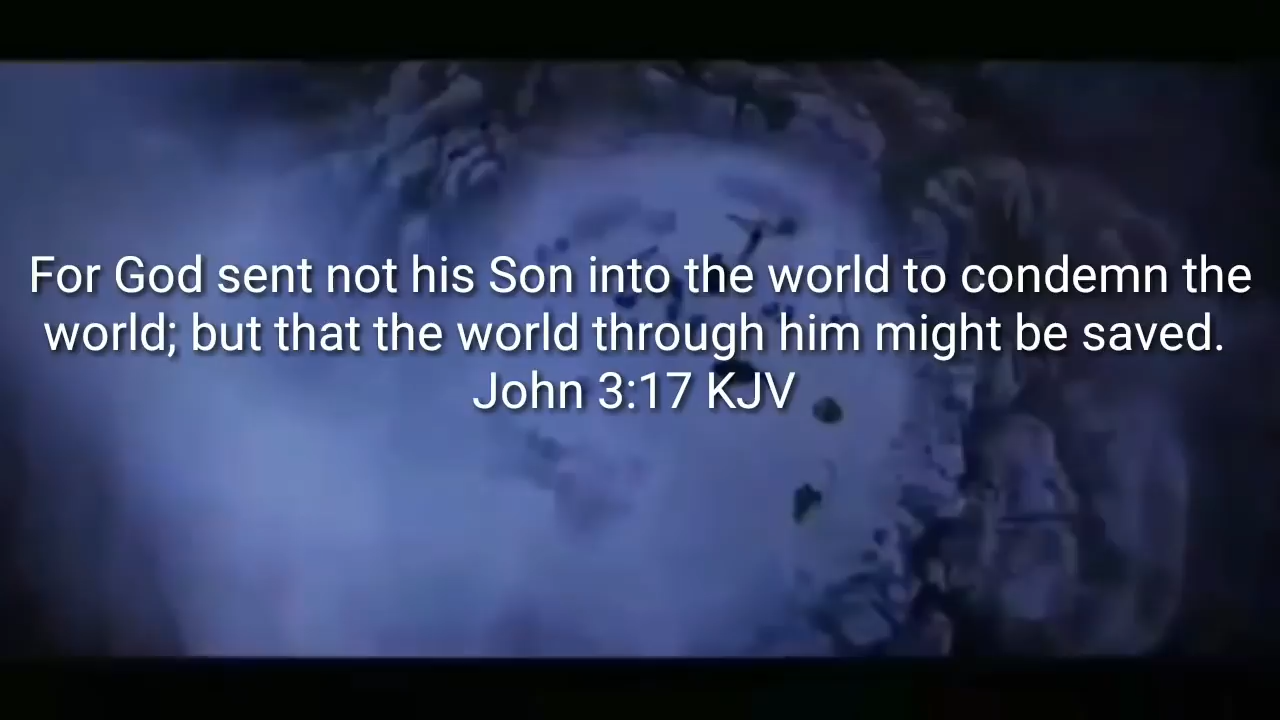 For God sent not his Son into the world to condemn the
world; but that the world through him might be saved.
John 3:17 KJV